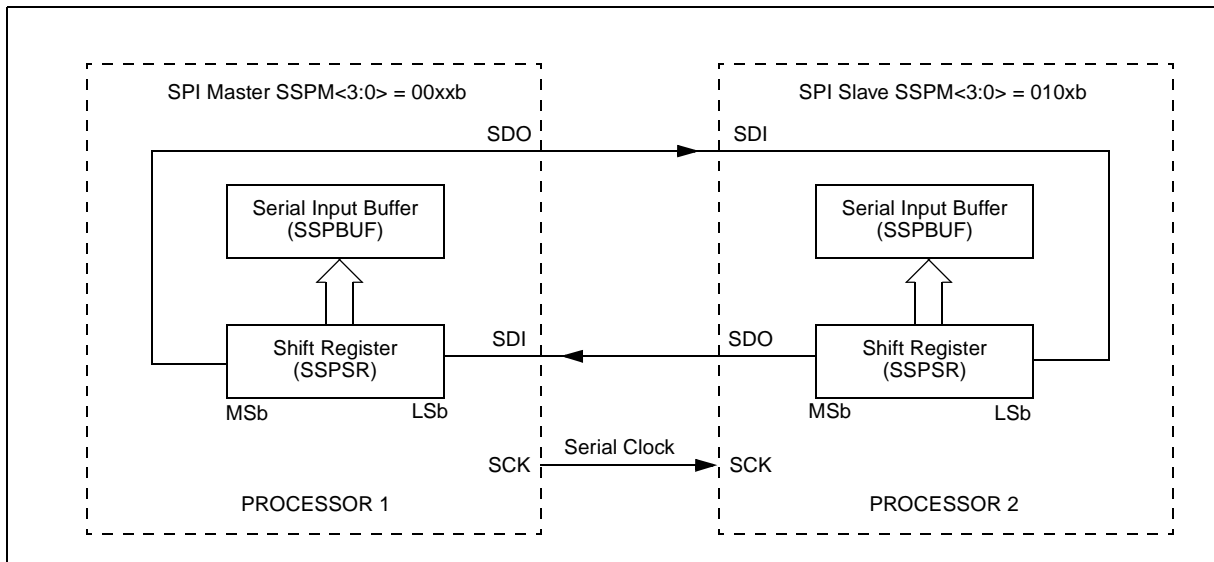 SPI Master SSPM<3:0> = 00xxb
SDO
Serial Input Buffer
(SSPBUF)
Shift Register
(SSPSR)
MSb
LSb
SDI
SCK
PROCESSOR 1
Serial Clock
SPI Slave SSPM<3:0> = 010xb
SDI
Serial Input Buffer
(SSPBUF)
SDO
Shift Register
(SSPSR)
MSb
LSb
SCK
PROCESSOR 2